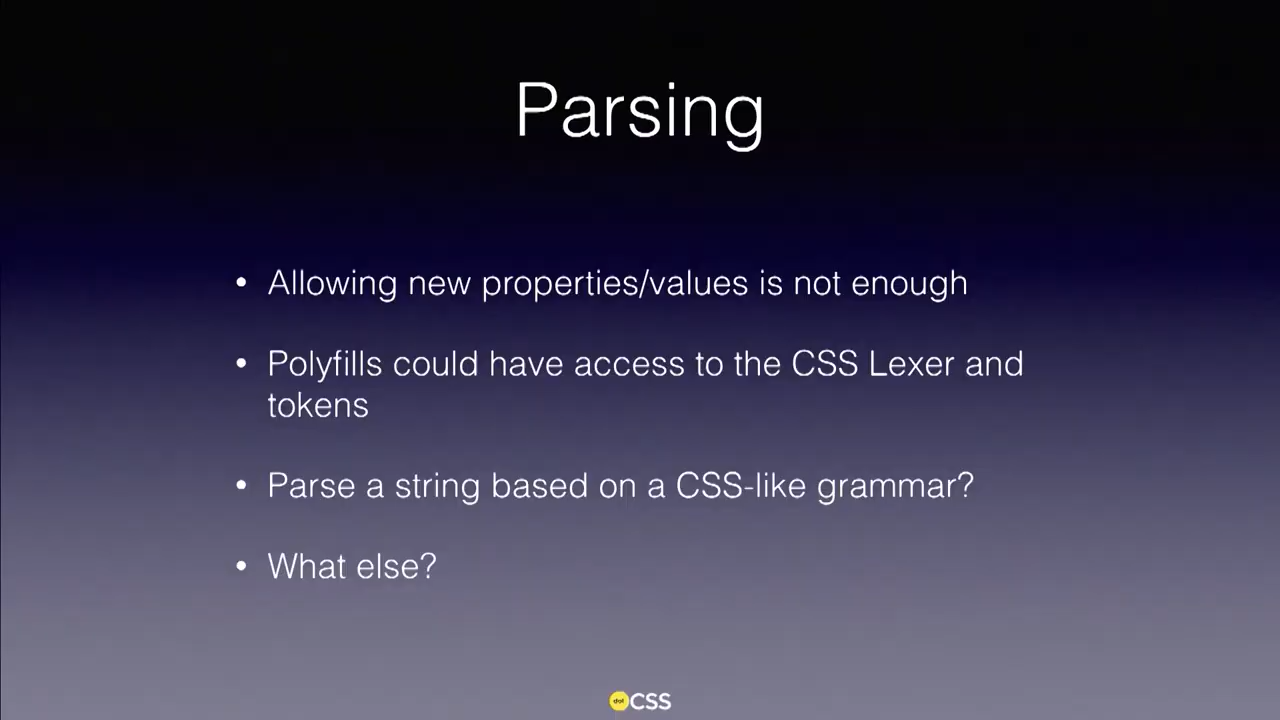 Parsing
• Allowing new properties/values is not enough
• Polyfills could have access to the CSS Lexer and
tokens
• Parse a string based on a CSS-like grammar?
• What else?
dot CSS